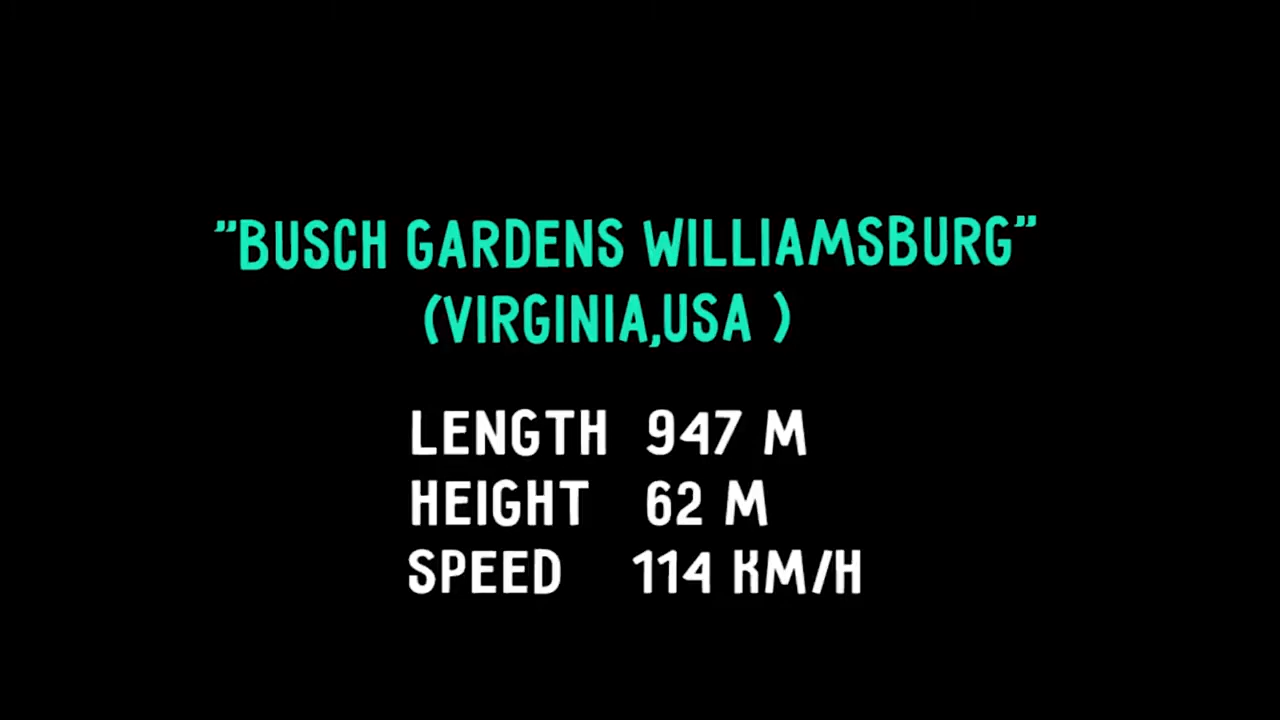 "BUSCH GARDENS WILLIAMSBURG"
(VIRGINIA,USA )
LENGTH 947 M
HEIGHT 62 M
SPEED 114 KM/H